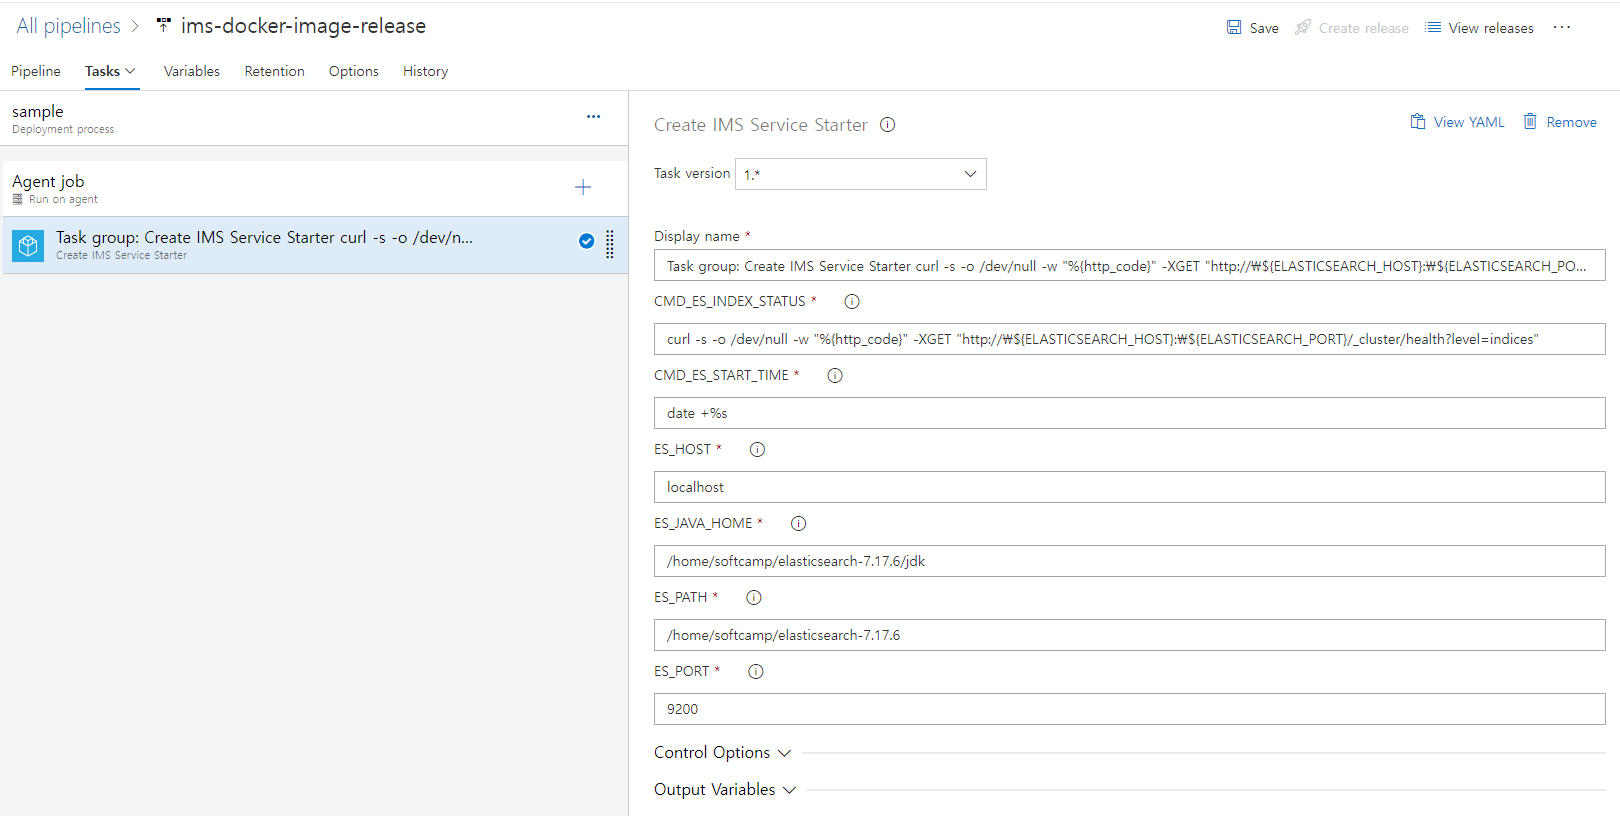 All pipelines > ims-docker-image-release
Save Create release View releases ...
Pipeline Tasks Variables Retention Options History
sample
Deployment process
...
Agent job
Run on agent
Task group: Create IMS Service Starter curl -s -o /dev/n...
Create IMS Service Starter
Create IMS Service Starter
View YAML Remove
Task version 1.*
Display name *
Task group: Create IMS Service Starter curl -s -o /dev/null -w "%{http_code}" -XGET "http://₩${ELASTICSEARCH_HOST}:₩${ELASTICSEARCH_PO...
CMD_ES_INDEX_STATUS *
curl -s -o /dev/null -w "%{http_code}" -XGET "http://₩${ELASTICSEARCH_HOST}:₩${ELASTICSEARCH_PORT}/_cluster/health?level=indices"
CMD_ES_START_TIME *
date +%s
ES_HOST *
localhost
ES_JAVA_HOME *
/home/softcamp/elasticsearch-7.17.6/jdk
ES_PATH *
/home/softcamp/elasticsearch-7.17.6
ES_PORT *
9200
Control Options
Output Variables